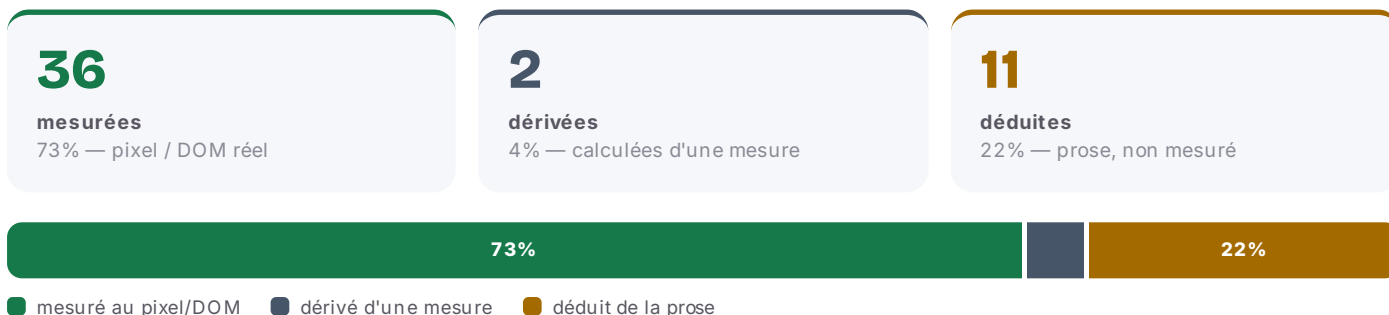 36
mesurées
73% — pixel / DOM réel
2
dérivées
4% — calculées d'une mesure
11
déduites
22% — prose, non mesuré
73%
22%
mesuré au pixel/DOM
dérivé d'une mesure
déduit de la prose